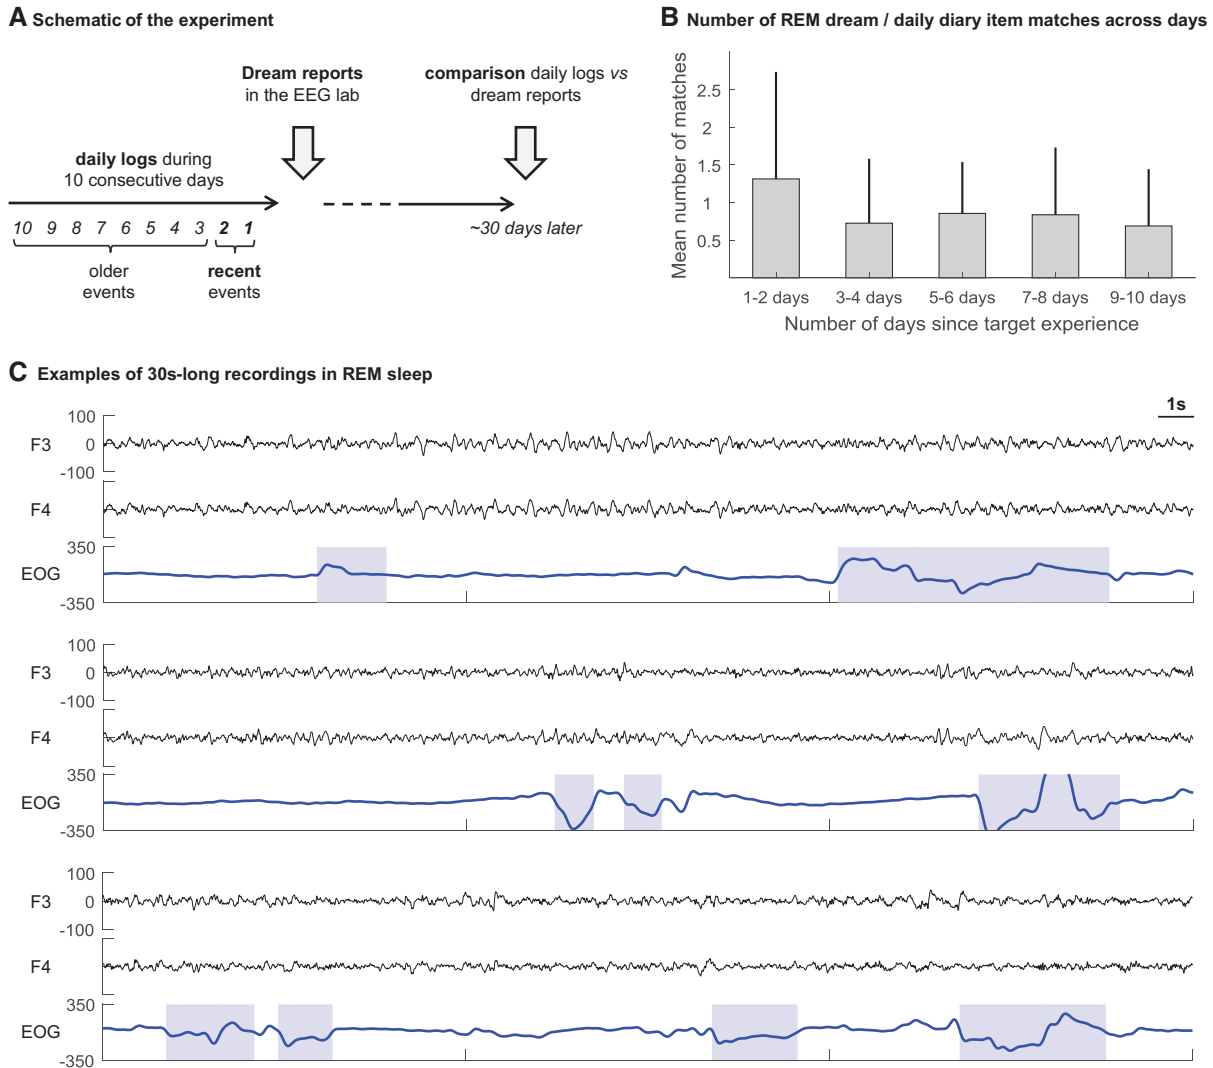 A Schematic of the experiment
Dream reports
in the EEG lab
comparison daily logs vs
dream reports
daily logs during
10 consecutive days
10 9 8 7 6 5 4 3 2 1
~30 days later
older
events
recent
events
B Number of REM dream / daily diary item matches across days
Mean number of matches
2.5
2
1.5
1
0.5
1-2 days 3-4 days 5-6 days 7-8 days 9-10 days
Number of days since target experience
C Examples of 30s-long recordings in REM sleep
1s
100
F3 0
-100
F4
350
EOG
-350
100
F3 0
-100
F4
350
EOG
-350
100
F3 0
-100
F4
350
EOG
-350